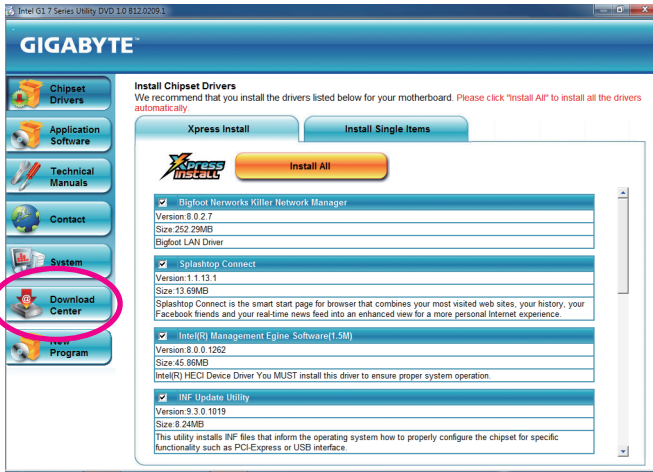 Intel G1 7 Series Utility DVD 1.0 B12.0209.1
GIGABYTE™
Chipset
Drivers
Application
Software
Technical
Manuals
Contact
System
Download
Center
New
Program
Install Chipset Drivers
We recommend that you install the drivers listed below for your motherboard. Please click "Install All" to install all the drivers
automatically.
Xpress Install
Install Single Items
Xpress
Install
Install All
Bigfoot Nerworks Killer Network Manager
Version:8.0.2.7
Size:252.29MB
Bigfoot LAN Driver
Splashtop Connect
Version:1.1.13.1
Size:13.69MB
Splashtop Connect is the smart start page for browser that combines your most visited web sites, your history, your
Facebook friends and your real-time news feed into an enhanced view for a more personal Internet experience.
Intel(R) Management Egine Software(1.5M)
Version:8.0.0.1262
Size:45.86MB
Intel(R) HECI Device Driver You MUST install this driver to ensure proper system operation.
INF Update Utility
Version:9.3.0.1019
Size:8.24MB
This utility installs INF files that inform the operating system how to properly configure the chipset for specific
functionality such as PCI-Express or USB interface.